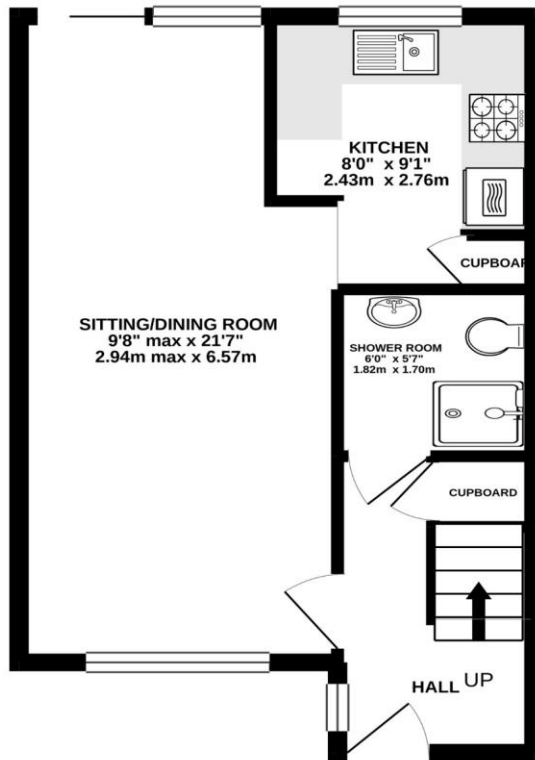 KITCHEN
8'0" x 9'1"
2.43m x 2.76m
CUPBOAR
SITTING/DINING ROOM
9'8" max x 21'7"
2.94m max x 6.57m
SHOWER ROOM
6'0" x 5'7"
1.82m x 1.70m
CUPBOARD
HALL UP